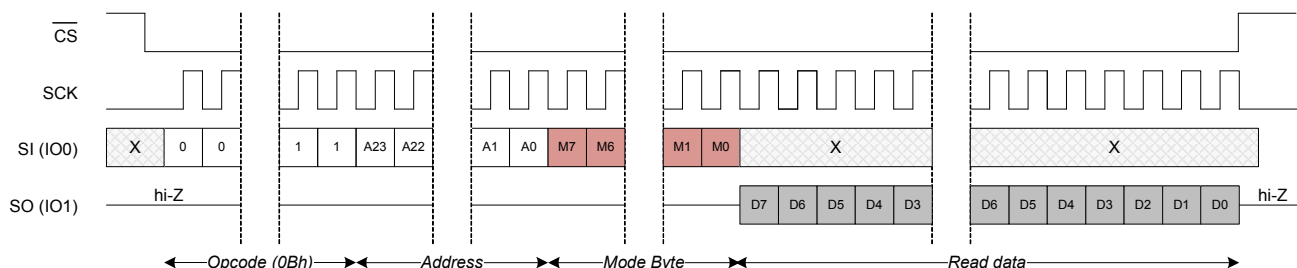 CS
SCK
SI (IO0) X 0 0 1 1 A23 A22 A1 A0 M7 M6 M1 M0 X X
hi-Z hi-Z
SO (IO1) D7 D6 D5 D4 D3 D6 D5 D4 D3 D2 D1 D0
Opcode (0Bh) Address Mode Byte Read data